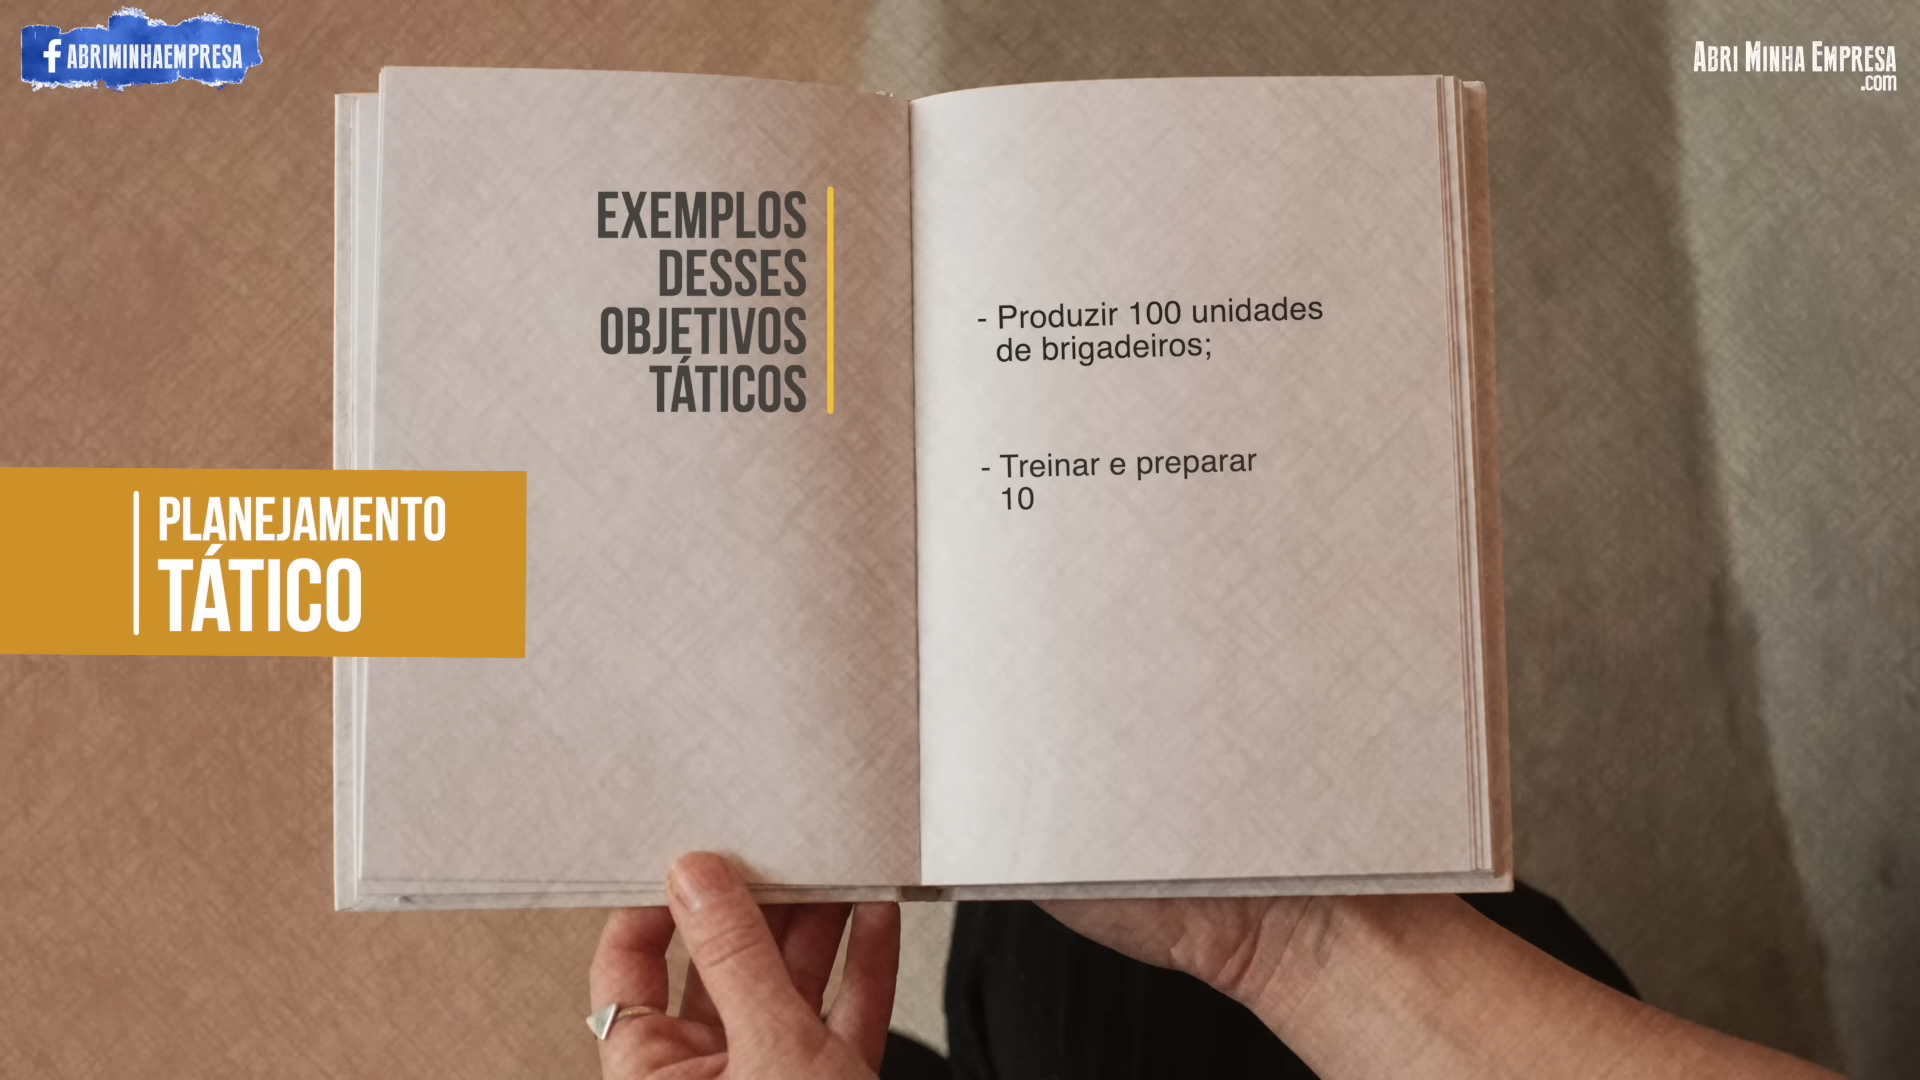 ABRIMINHAEMPRESA
ABRI MINHA EMPRESA
.com
EXEMPLOS
DESSES
OBJETIVOS
TÁTICOS
- Produzir 100 unidades
de brigadeiros;
- Treinar e preparar
10
PLANEJAMENTO
TÁTICO